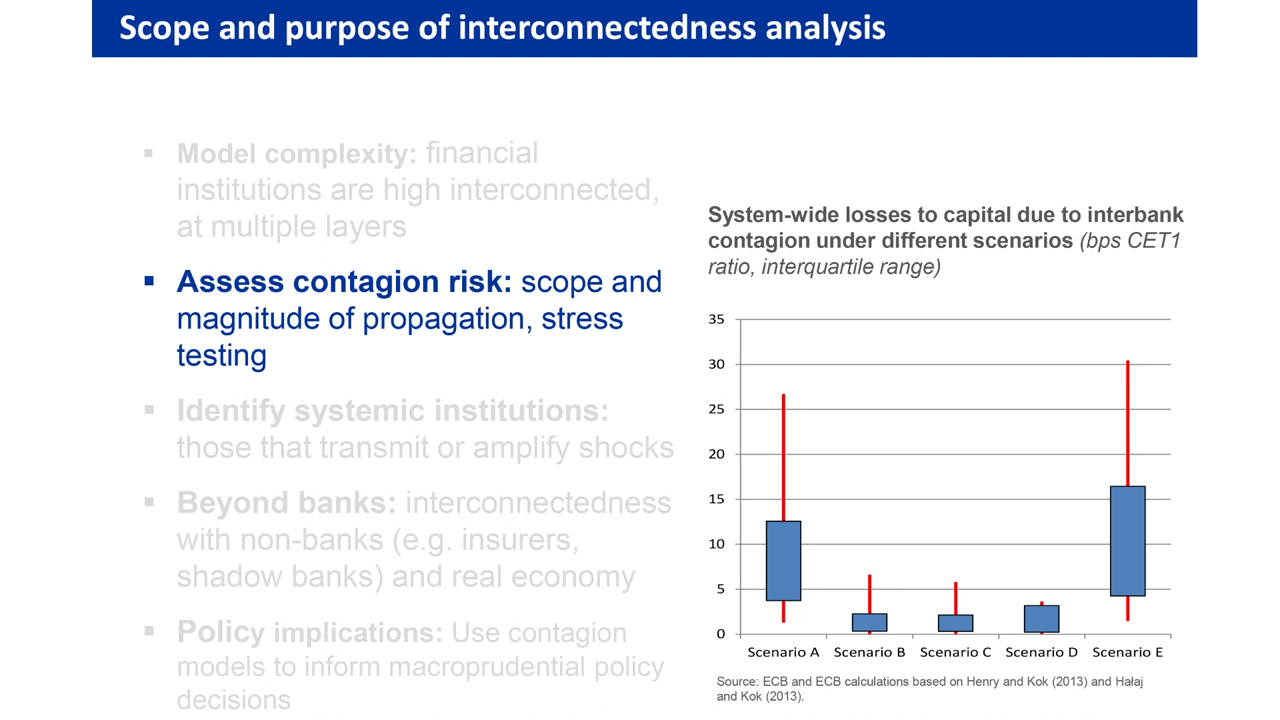 Scope and purpose of interconnectedness analysis
▪ Model complexity: financial
institutions are high interconnected,
at multiple layers
▪ Assess contagion risk: scope and
magnitude of propagation, stress
testing
▪ Identify systemic institutions:
those that transmit or amplify shocks
▪ Beyond banks: interconnectedness
with non-banks (e.g. insurers,
shadow banks) and real economy
▪ Policy implications: Use contagion
models to inform macroprudential policy
decisions
System-wide losses to capital due to interbank
contagion under different scenarios (bps CET1
ratio, interquartile range)
35
30
25
20
15
10
5
0
Scenario A Scenario B Scenario C Scenario D Scenario E
Source: ECB and ECB calculations based on Henry and Kok (2013) and Hałaj
and Kok (2013).